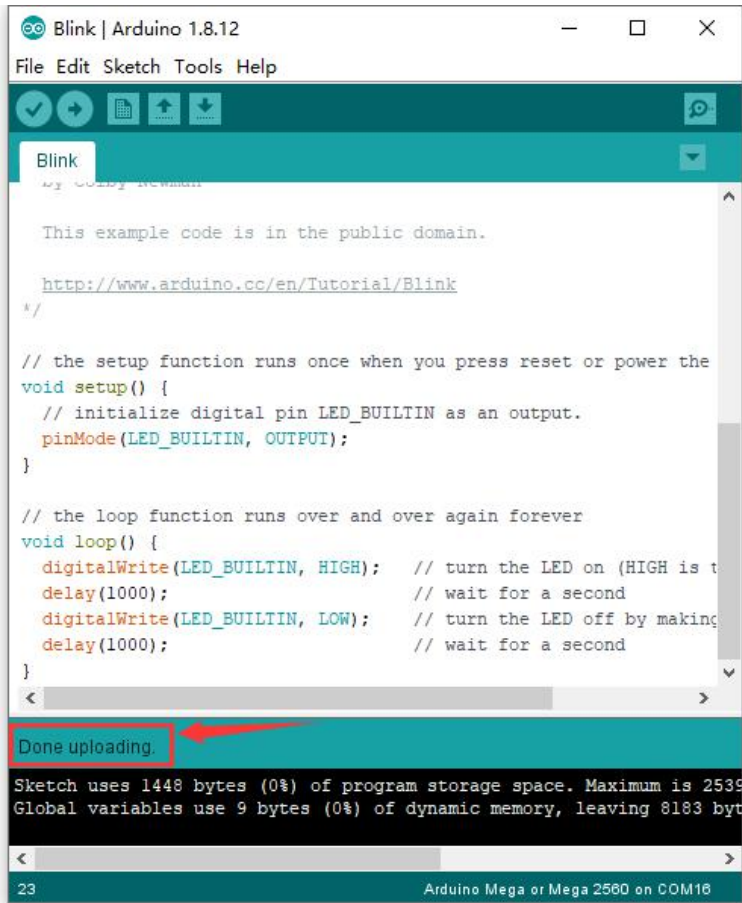 Blink | Arduino 1.8.12
File Edit Sketch Tools Help
Blink
by Colby Newman
This example code is in the public domain.
http://www.arduino.cc/en/Tutorial/Blink
*/
// the setup function runs once when you press reset or power the
void setup() {
// initialize digital pin LED_BUILTIN as an output.
pinMode(LED_BUILTIN, OUTPUT);
}
// the loop function runs over and over again forever
void loop() {
digitalWrite(LED_BUILTIN, HIGH); // turn the LED on (HIGH is t
delay(1000); // wait for a second
digitalWrite(LED_BUILTIN, LOW); // turn the LED off by making
delay(1000); // wait for a second
}
Done uploading.
Sketch uses 1448 bytes (0%) of program storage space. Maximum is 2539
Global variables use 9 bytes (0%) of dynamic memory, leaving 8183 byt
23 Arduino Mega or Mega 2560 on COM16